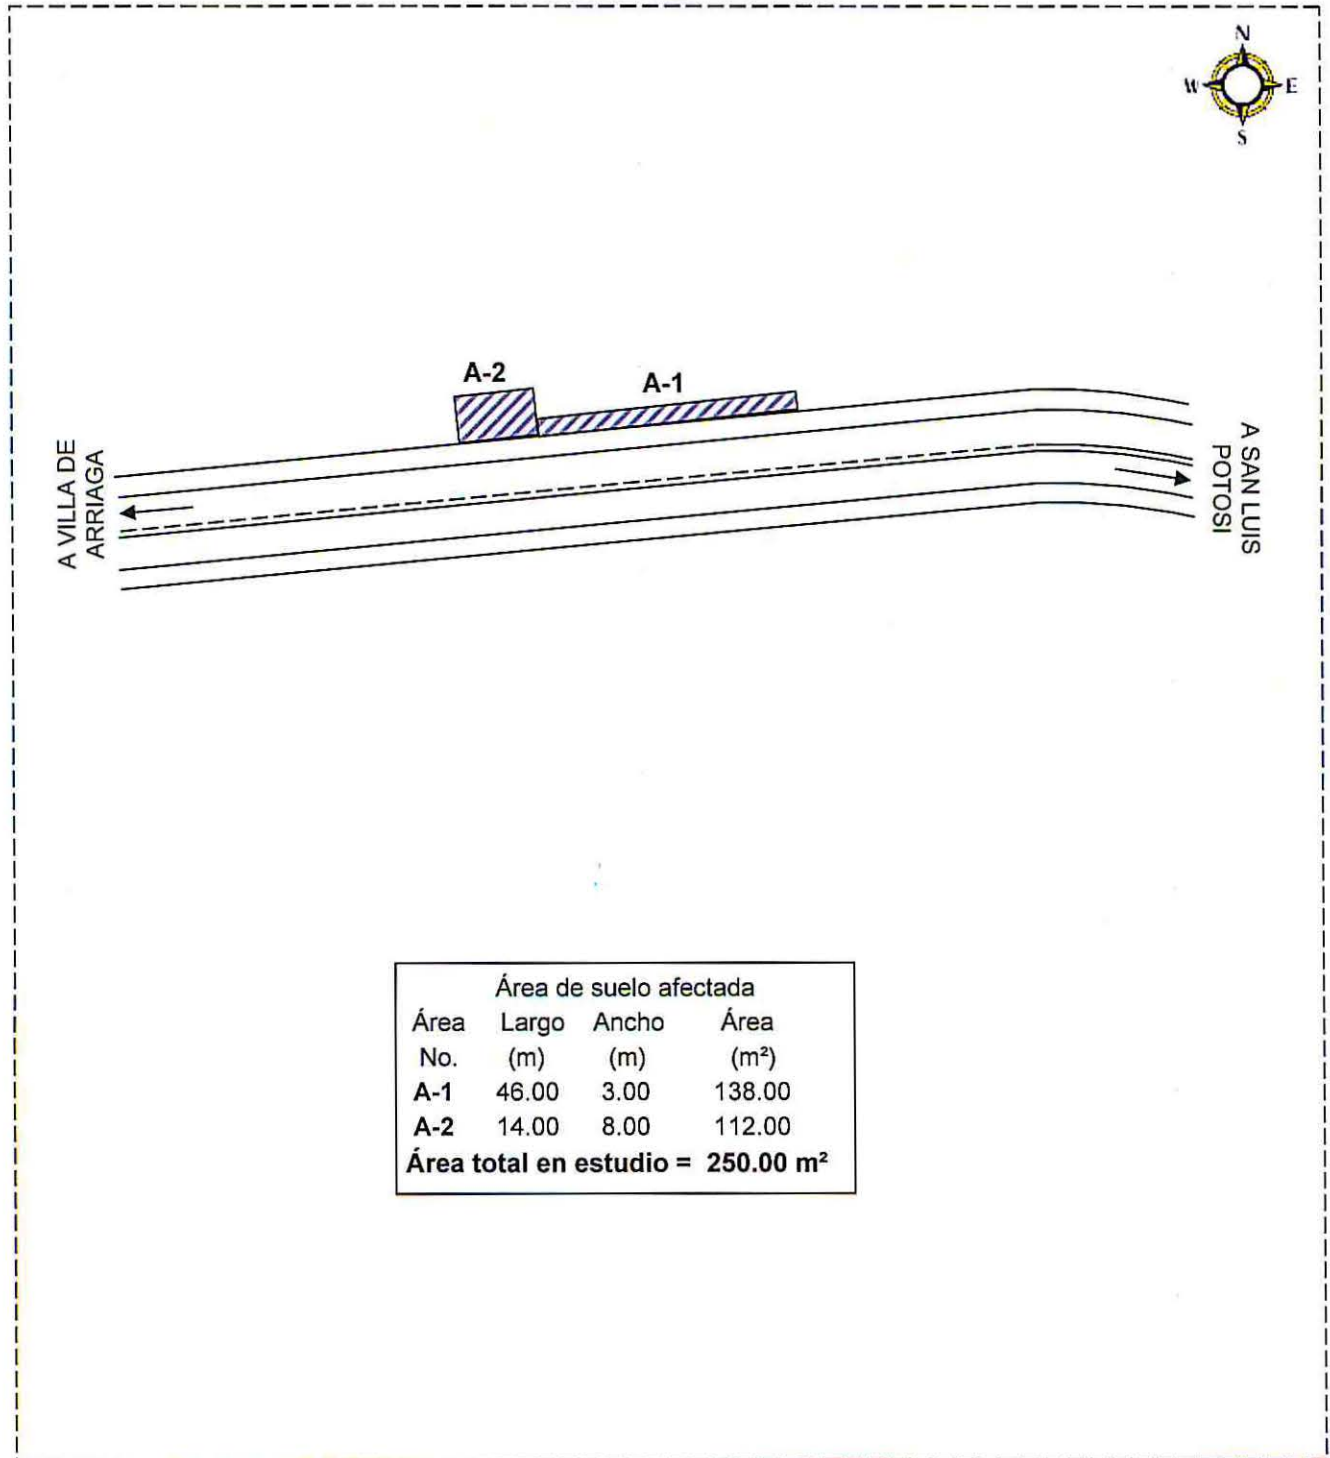 N
W E
S
A-2
A-1
A VILLA DE
ARRIAGA
A SAN LUIS
POTOSI
Área de suelo afectada
Área Largo Ancho Área
No. (m) (m) (m²)
A-1 46.00 3.00 138.00
A-2 14.00 8.00 112.00
Área total en estudio = 250.00 m²